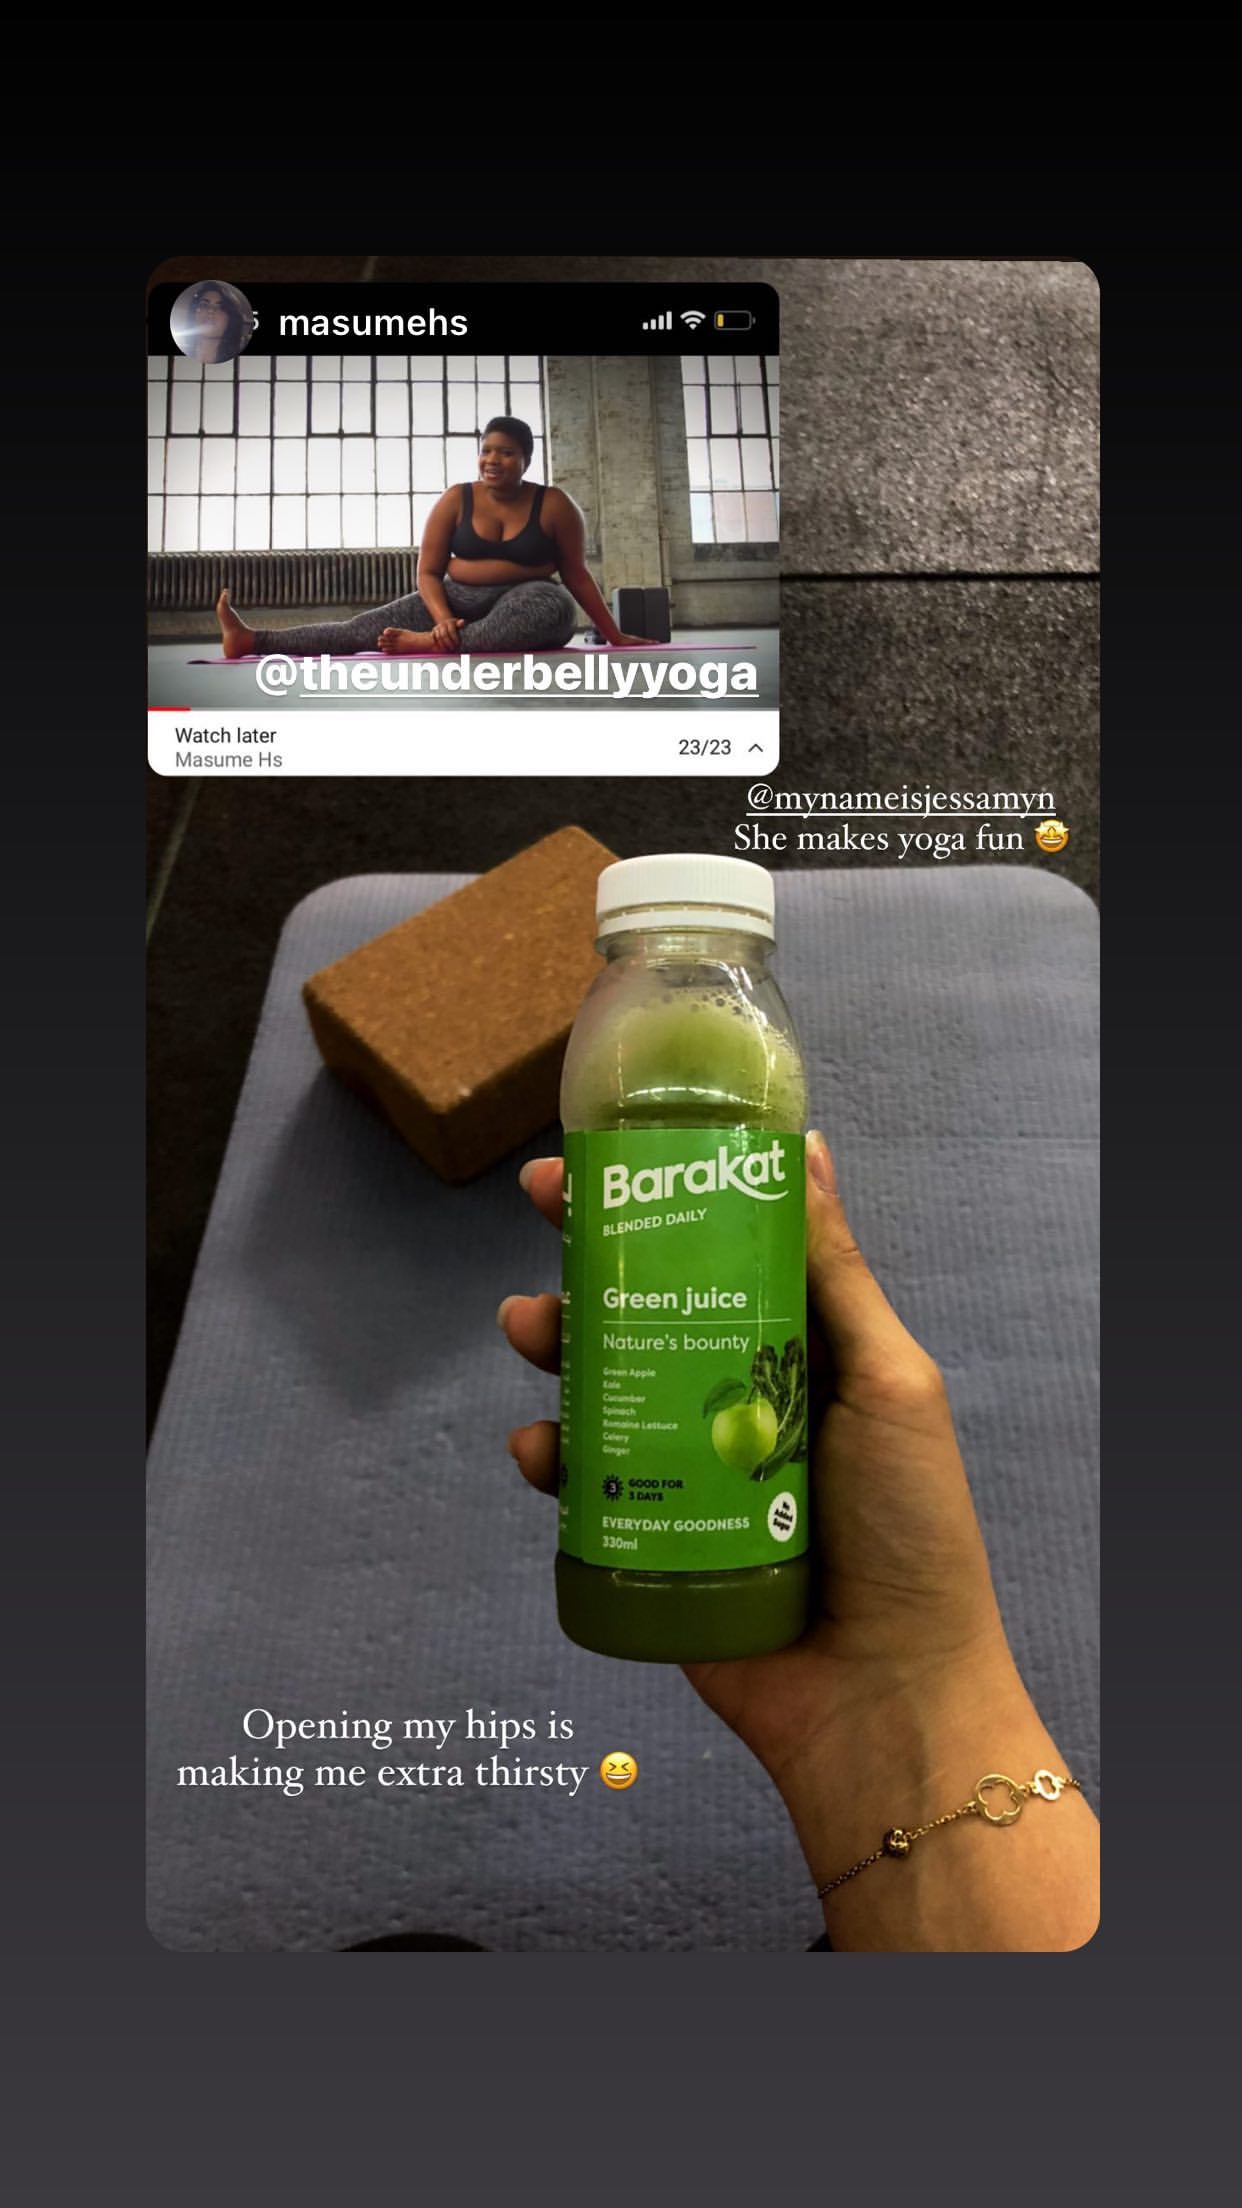 masumehs
@theunderbellyyoga
Watch later
Masume Hs
23/23
@mynameisjessamyn
She makes yoga fun 🤩
Barakat
BLENDED DAILY
Green juice
Nature's bounty
Green Apple
Kale
Cucumber
Spinach
Romaine Lettuce
Celery
Ginger
3
GOOD FOR
3 DAYS
No
Added
Sugar
EVERYDAY GOODNESS
330ml
Opening my hips is
making me extra thirsty 😆